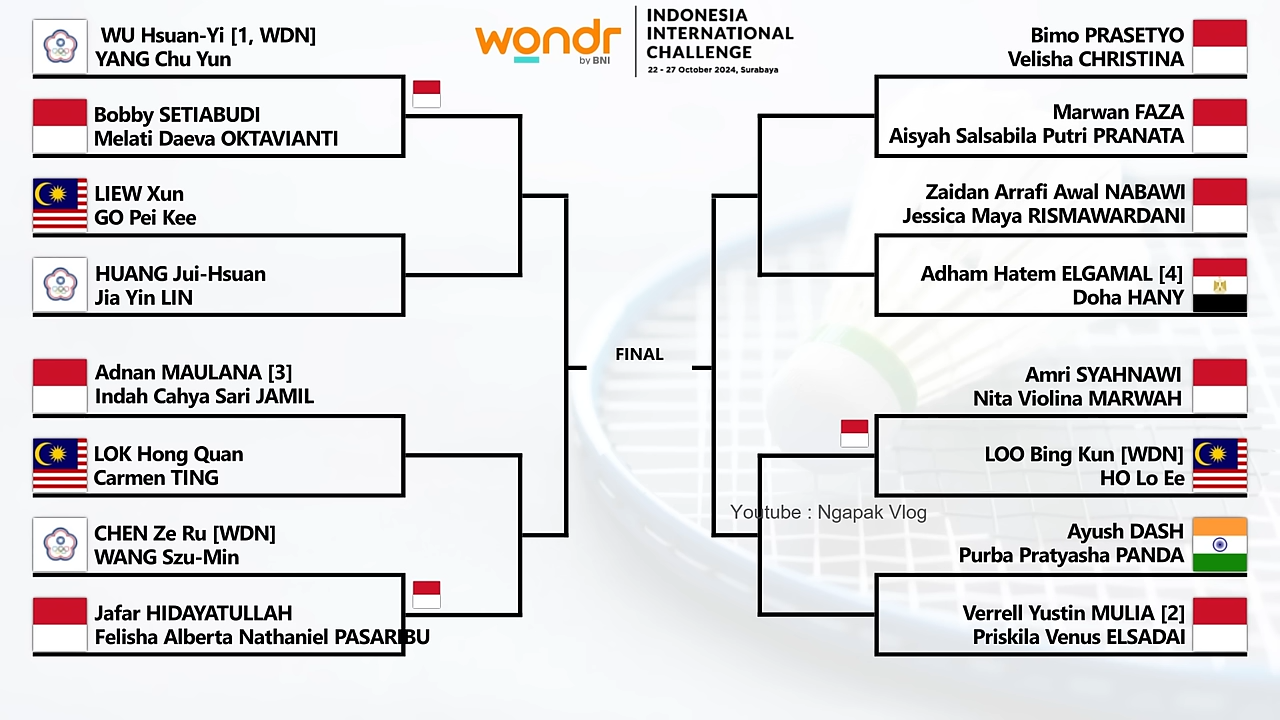 wondr
by BNI
INDONESIA
INTERNATIONAL
CHALLENGE
22 - 27 October 2024, Surabaya
WU Hsuan-Yi [1, WDN]
YANG Chu Yun
Bobby SETIABUDI
Melati Daeva OKTAVIANTI
LIEW Xun
GO Pei Kee
HUANG Jui-Hsuan
Jia Yin LIN
Adnan MAULANA [3]
Indah Cahya Sari JAMIL
LOK Hong Quan
Carmen TING
CHEN Ze Ru [WDN]
WANG Szu-Min
Jafar HIDAYATULLAH
Felisha Alberta Nathaniel PASARIBU
FINAL
Bimo PRASETYO
Velisha CHRISTINA
Marwan FAZA
Aisyah Salsabila Putri PRANATA
Zaidan Arrafi Awal NABAWI
Jessica Maya RISMAWARDANI
Adham Hatem ELGAMAL [4]
Doha HANY
Amri SYAHNAWI
Nita Violina MARWAH
LOO Bing Kun [WDN]
HO Lo Ee
Youtube : Ngapak Vlog
Ayush DASH
Purba Pratyasha PANDA
Verrell Yustin MULIA [2]
Priskila Venus ELSADAI